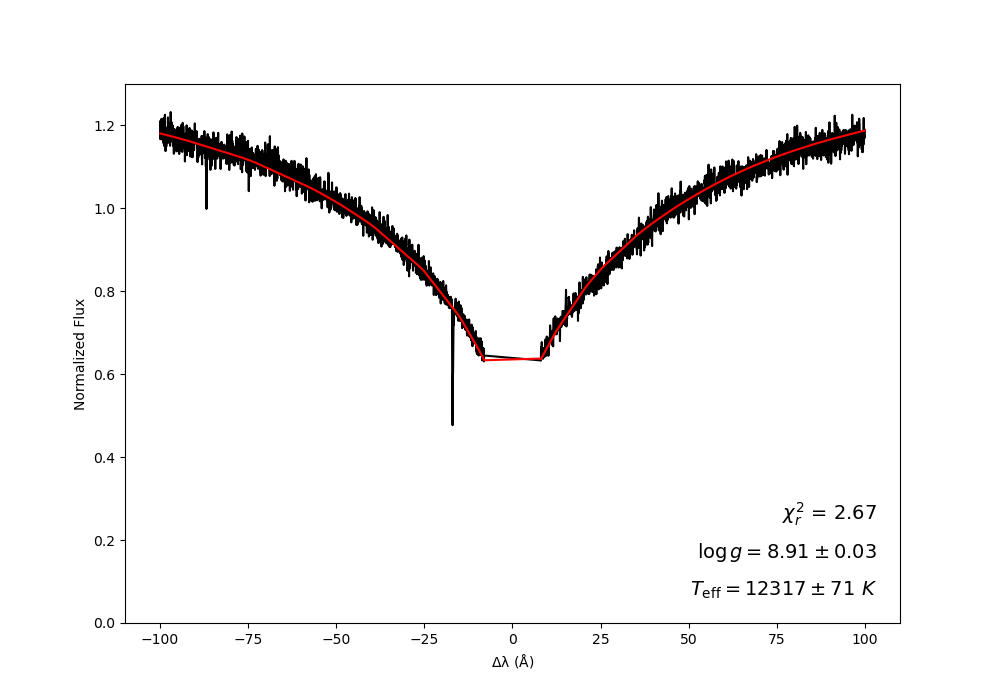 1.2
1.0
0.8
0.6
0.4
0.2
0.0
Normalized Flux
χ²ᵣ = 2.67
log g = 8.91 ± 0.03
T_eff = 12317 ± 71 K
−100 −75 −50 −25 0 25 50 75 100
Δλ (Å)